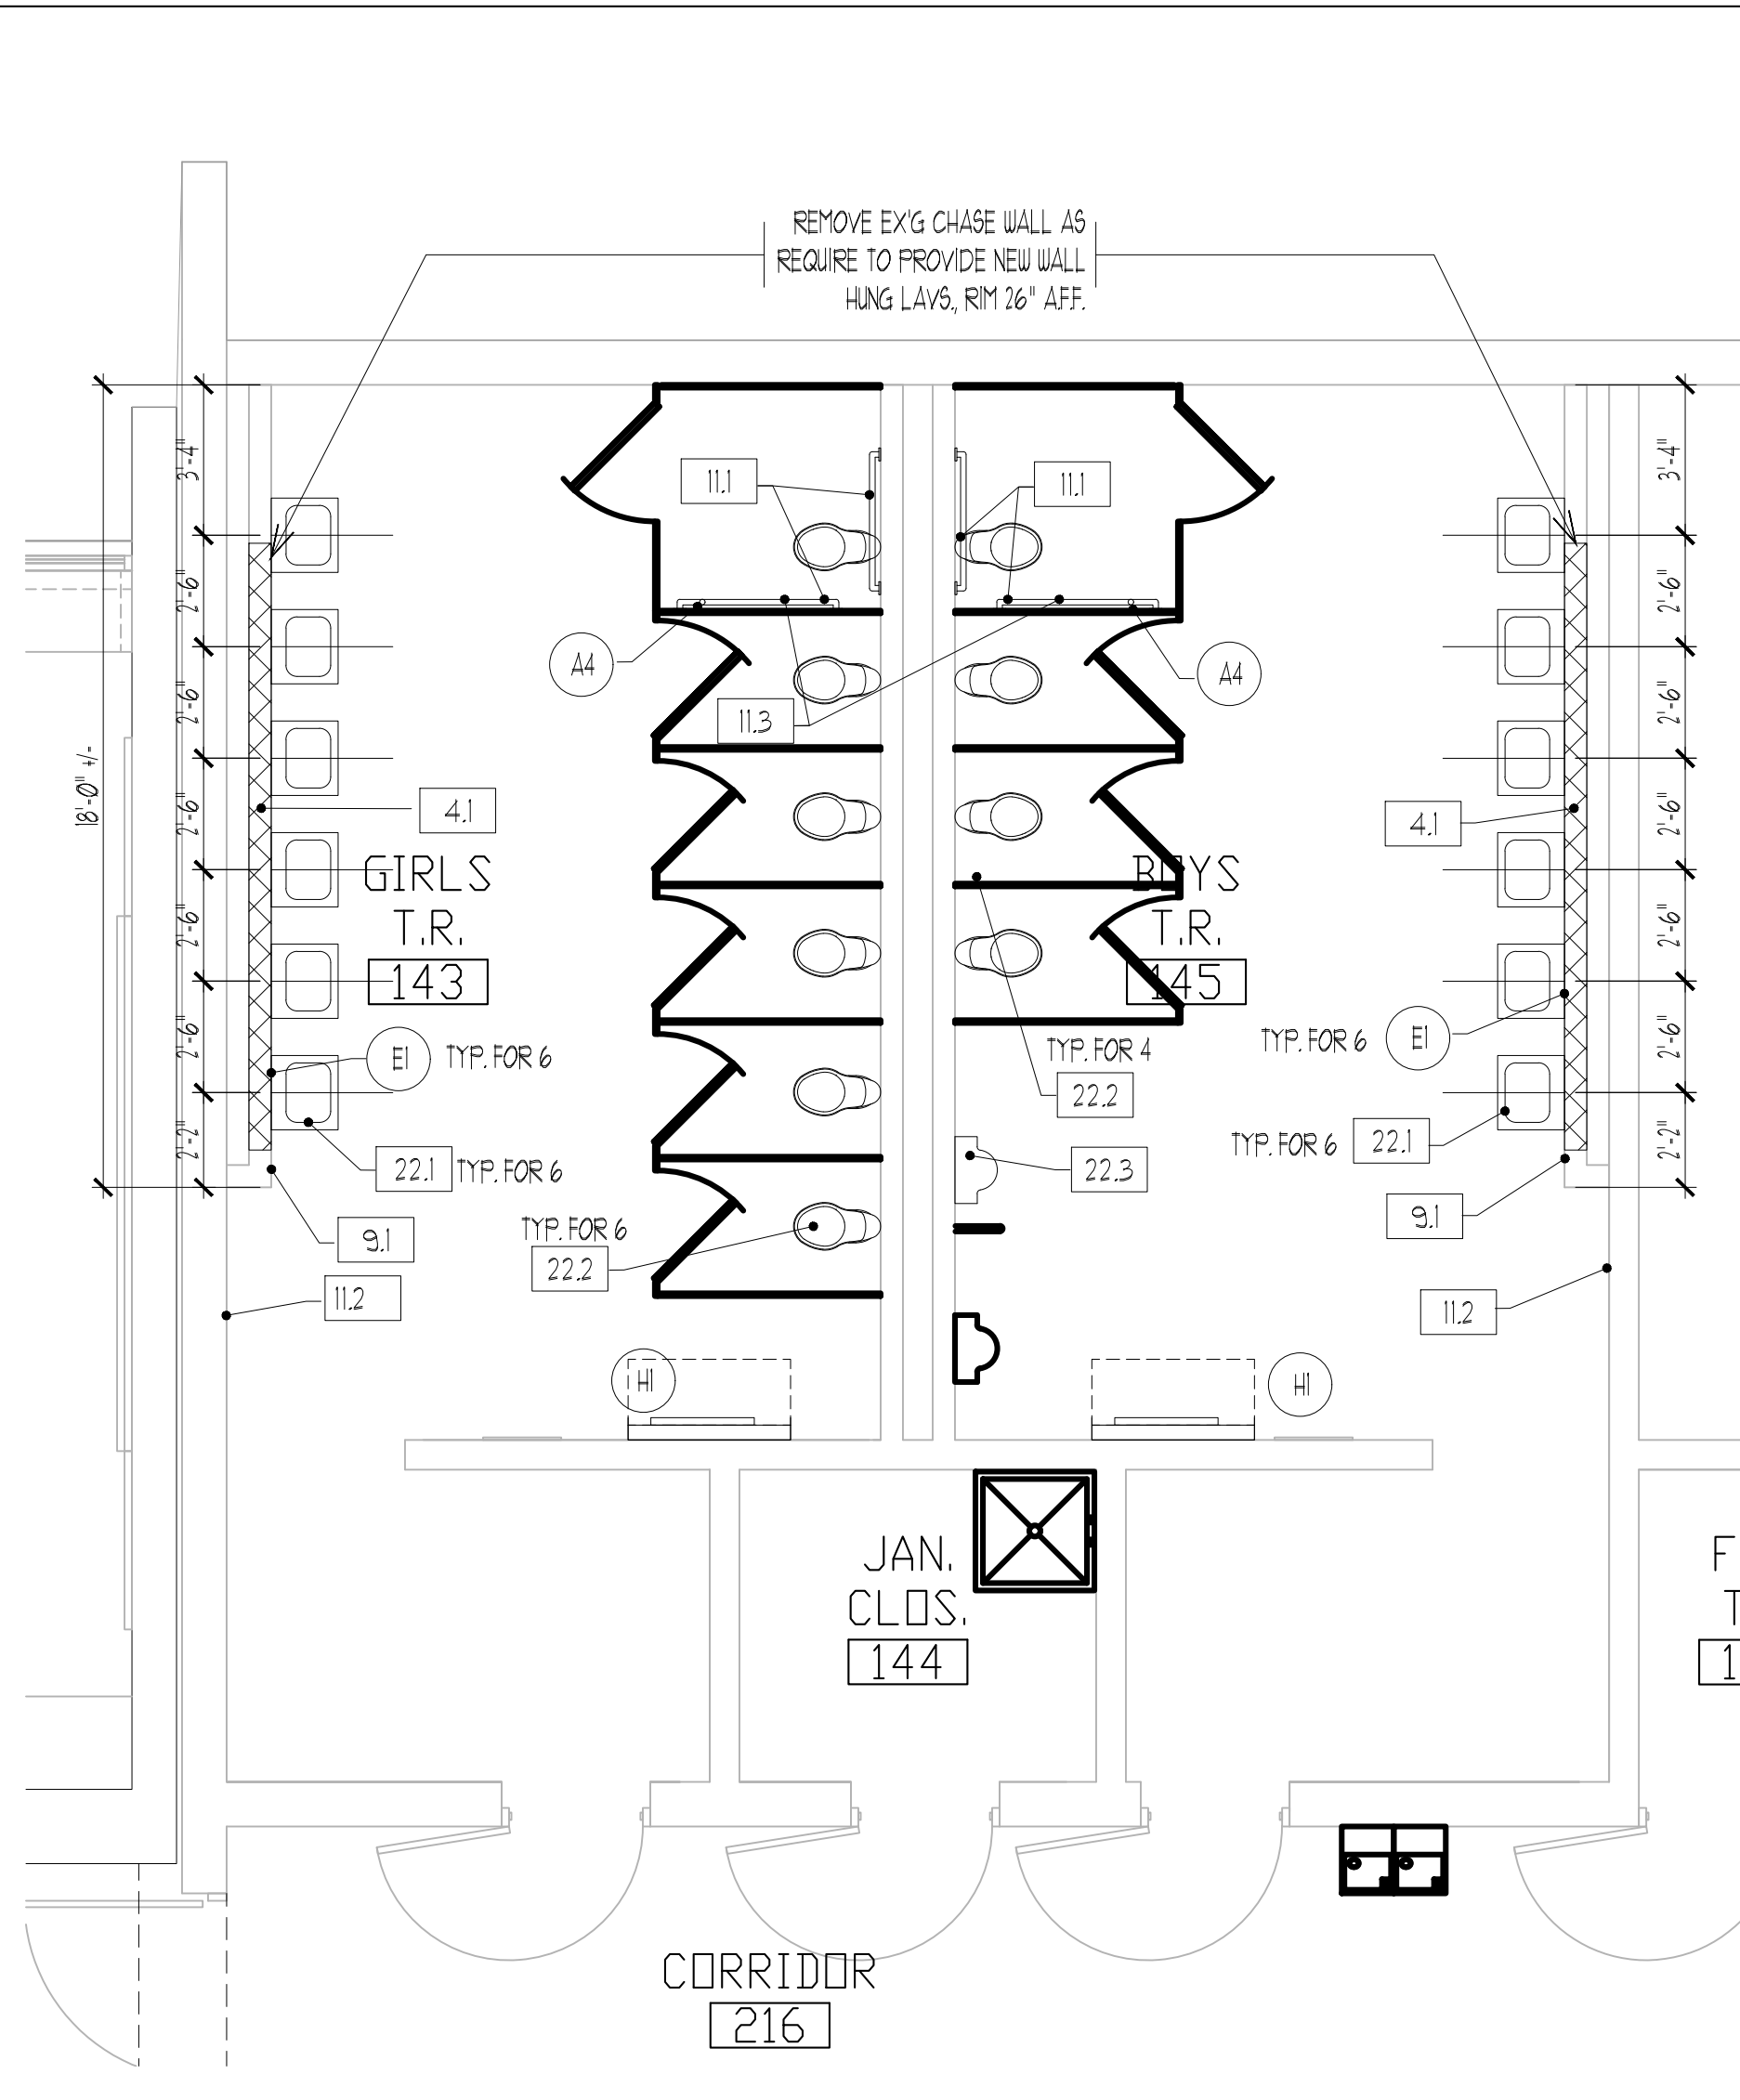 REMOVE EX'G CHASE WALL AS
REQUIRE TO PROVIDE NEW WALL
HUNG LAVS., RIM 26" A.F.F.
3'-4"
2'-6"
2'-6"
2'-6"
2'-6"
2'-6"
2'-2"
18'-0" +/-
11.1
11.1
A4
A4
11.3
4.1
4.1
GIRLS
T.R.
143
BOYS
T.R.
145
E1
TYP. FOR 6
TYP. FOR 6
E1
TYP. FOR 4
22.2
22.1
TYP. FOR 6
22.3
TYP. FOR 6
22.1
9.1
9.1
TYP. FOR 6
22.2
11.2
11.2
H1
H1
3'-4"
2'-6"
2'-6"
2'-6"
2'-6"
2'-6"
2'-2"
JAN.
CLOS.
144
F
T
1
CORRIDOR
216